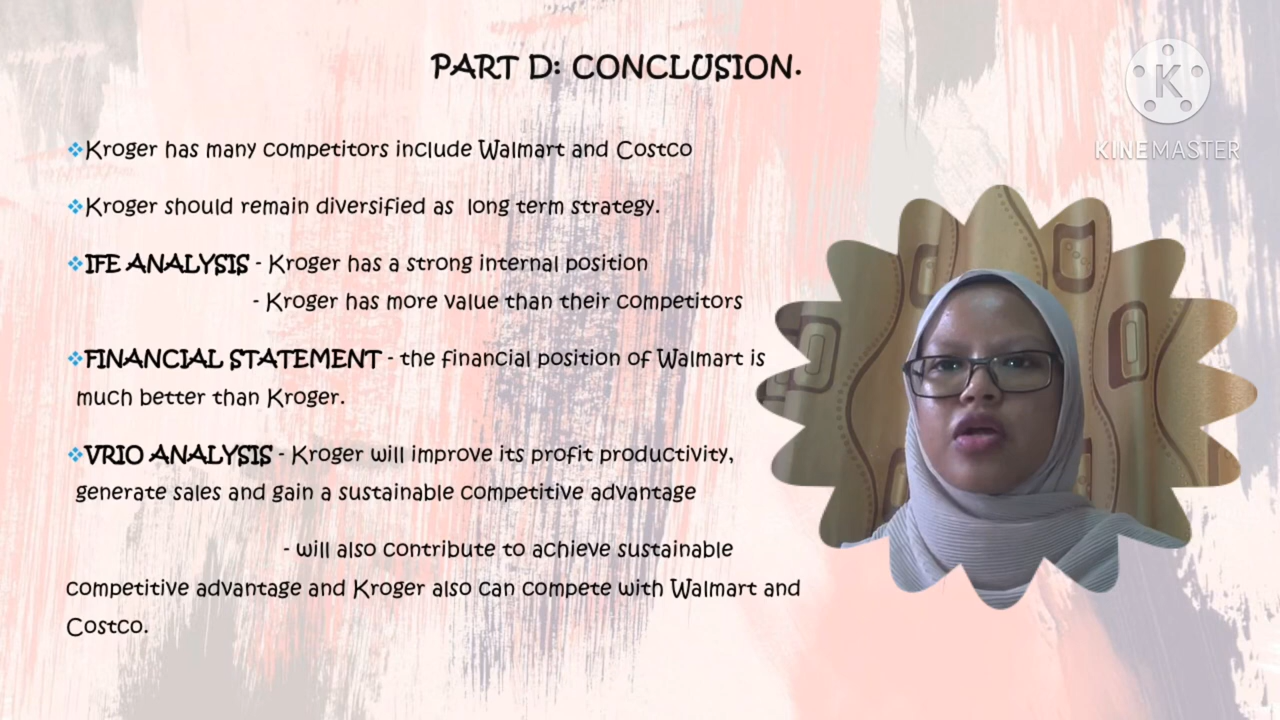 PART D: CONCLUSION.
K
KINEMASTER
❖Kroger has many competitors include Walmart and Costco
❖Kroger should remain diversified as long term strategy.
❖IFE ANALYSIS - Kroger has a strong internal position
- Kroger has more value than their competitors
❖FINANCIAL STATEMENT - the financial position of Walmart is
much better than Kroger.
❖VRIO ANALYSIS - Kroger will improve its profit productivity,
generate sales and gain a sustainable competitive advantage
- will also contribute to achieve sustainable
competitive advantage and Kroger also can compete with Walmart and
Costco.